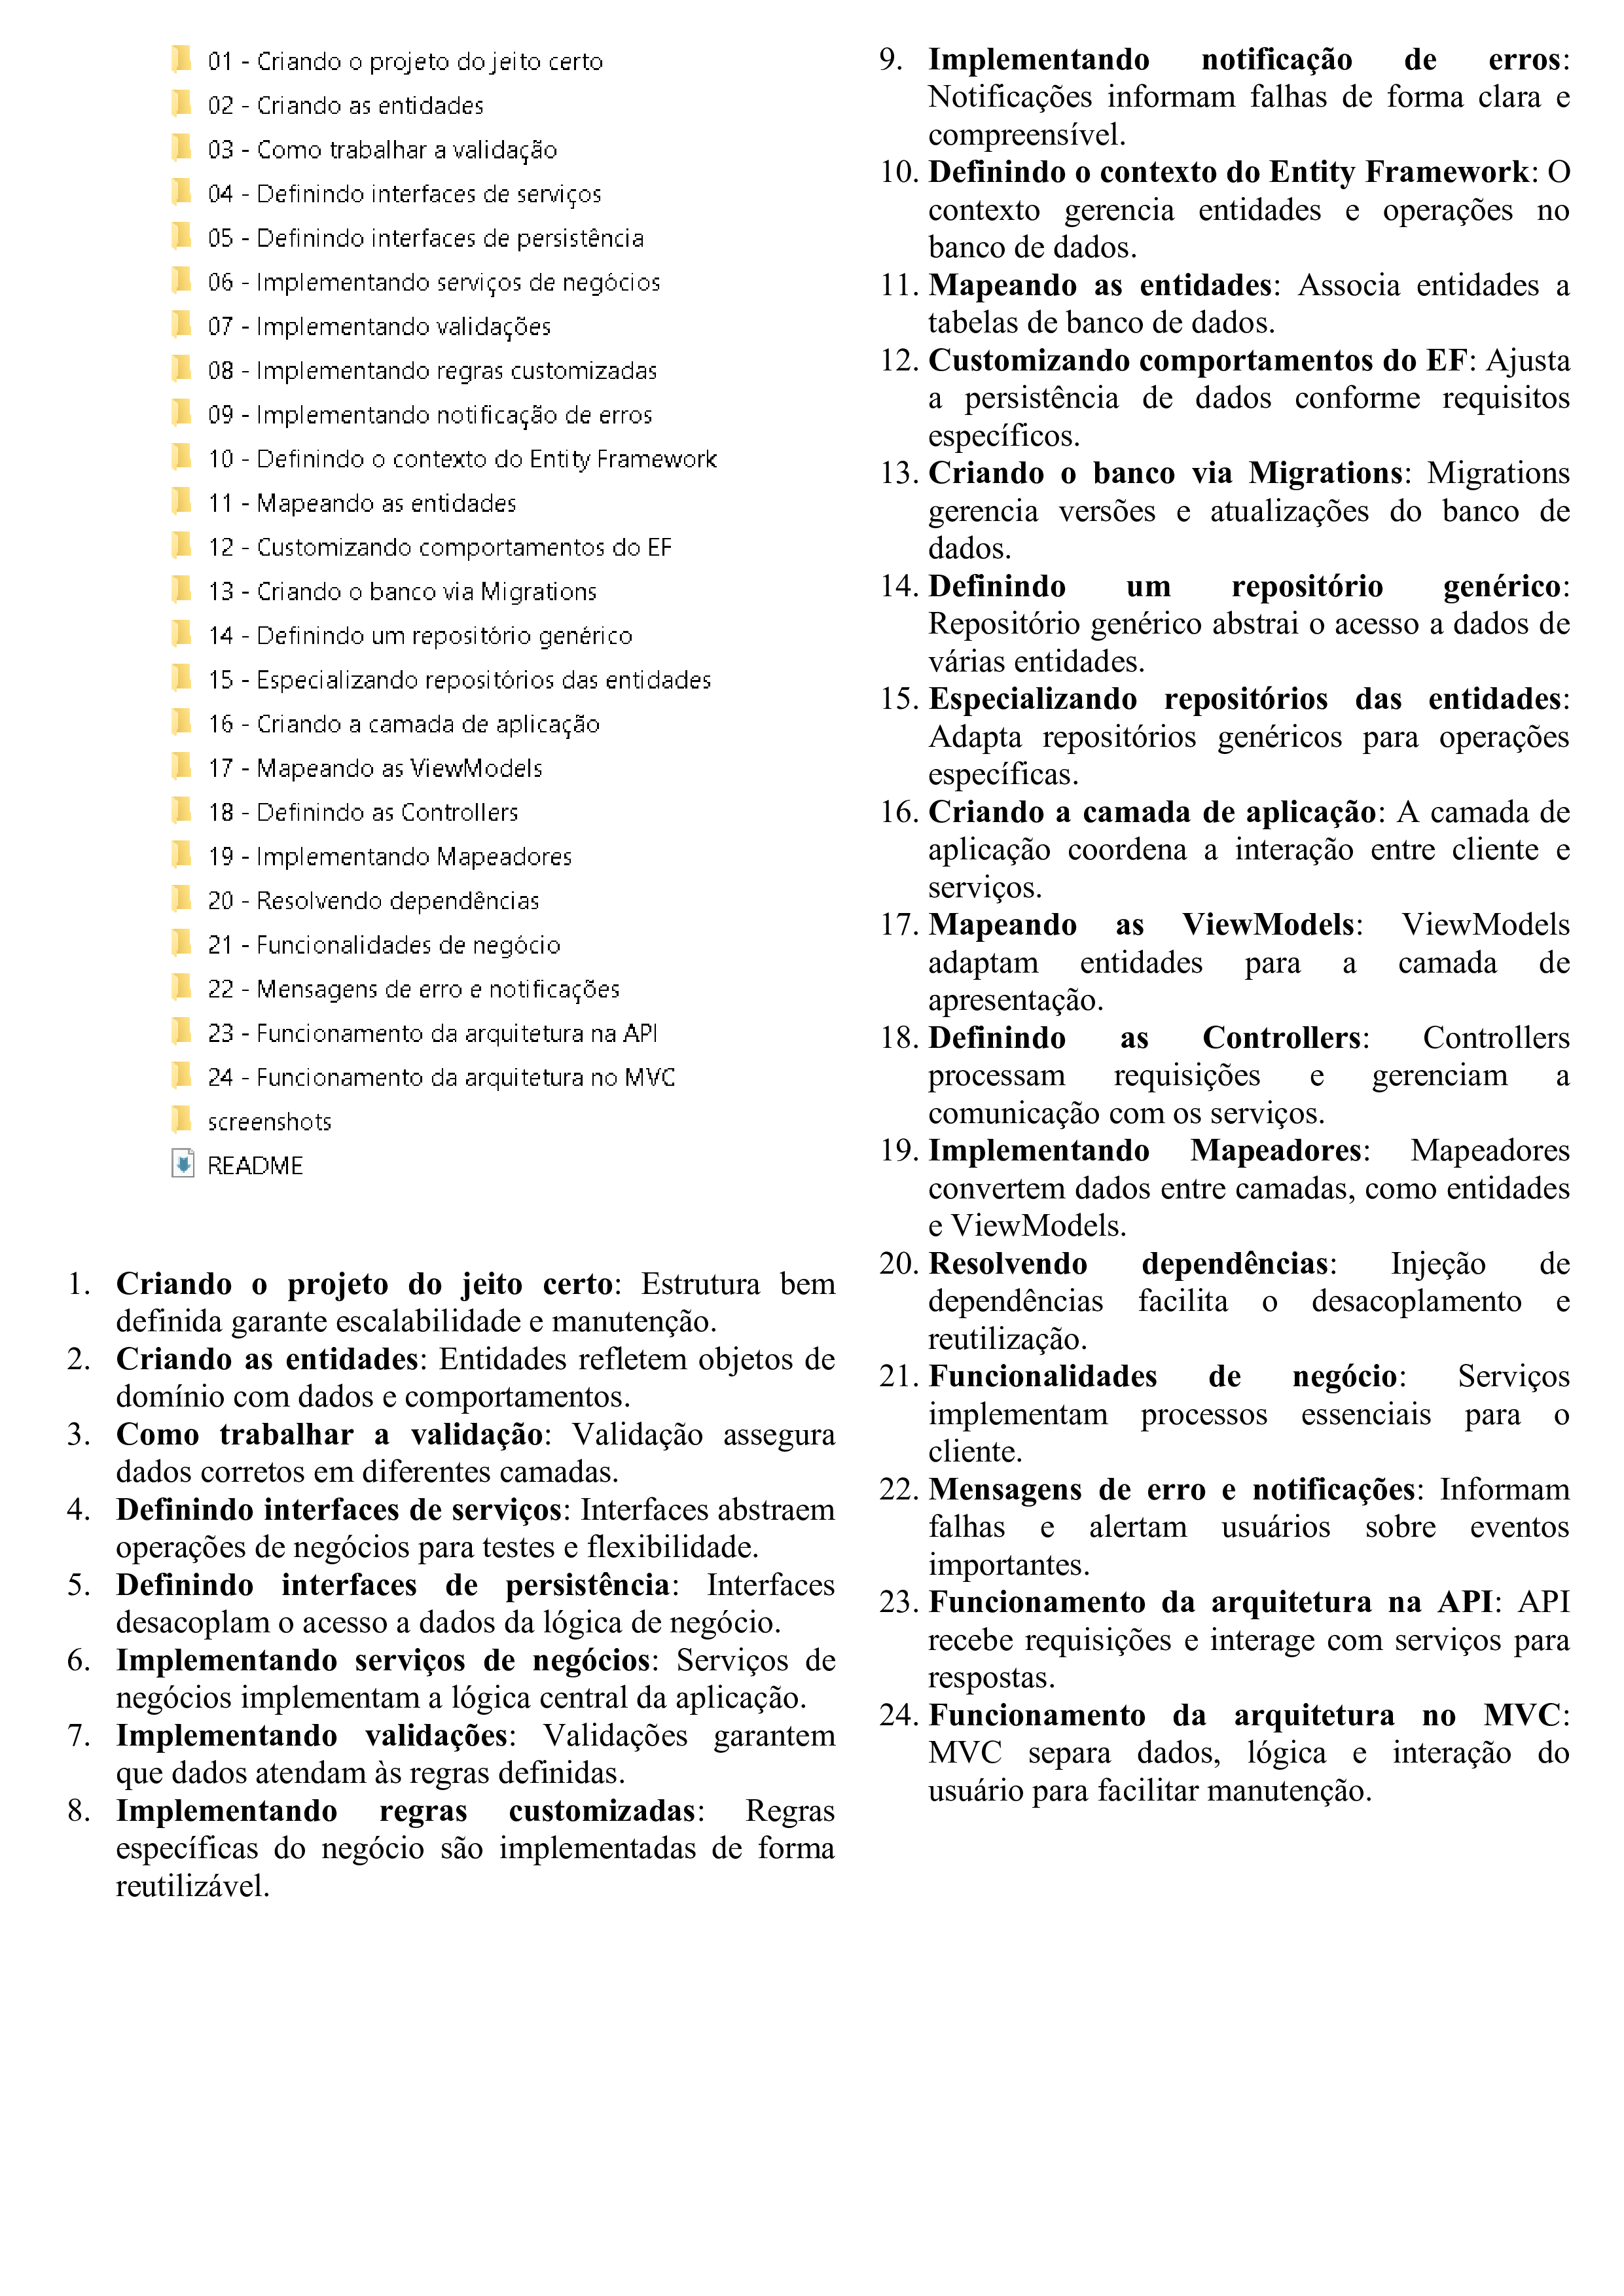 01 - Criando o projeto do jeito certo
02 - Criando as entidades
03 - Como trabalhar a validação
04 - Definindo interfaces de serviços
05 - Definindo interfaces de persistência
06 - Implementando serviços de negócios
07 - Implementando validações
08 - Implementando regras customizadas
09 - Implementando notificação de erros
10 - Definindo o contexto do Entity Framework
11 - Mapeando as entidades
12 - Customizando comportamentos do EF
13 - Criando o banco via Migrations
14 - Definindo um repositório genérico
15 - Especializando repositórios das entidades
16 - Criando a camada de aplicação
17 - Mapeando as ViewModels
18 - Definindo as Controllers
19 - Implementando Mapeadores
20 - Resolvendo dependências
21 - Funcionalidades de negócio
22 - Mensagens de erro e notificações
23 - Funcionamento da arquitetura na API
24 - Funcionamento da arquitetura no MVC
screenshots
README
1. Criando o projeto do jeito certo: Estrutura bem
definida garante escalabilidade e manutenção.
2. Criando as entidades: Entidades refletem objetos de
domínio com dados e comportamentos.
3. Como trabalhar a validação: Validação assegura
dados corretos em diferentes camadas.
4. Definindo interfaces de serviços: Interfaces abstraem
operações de negócios para testes e flexibilidade.
5. Definindo interfaces de persistência: Interfaces
desacoplam o acesso a dados da lógica de negócio.
6. Implementando serviços de negócios: Serviços de
negócios implementam a lógica central da aplicação.
7. Implementando validações: Validações garantem
que dados atendam às regras definidas.
8. Implementando regras customizadas: Regras
específicas do negócio são implementadas de forma
reutilizável.
9. Implementando notificação de erros:
Notificações informam falhas de forma clara e
compreensível.
10. Definindo o contexto do Entity Framework: O
contexto gerencia entidades e operações no
banco de dados.
11. Mapeando as entidades: Associa entidades a
tabelas de banco de dados.
12. Customizando comportamentos do EF: Ajusta
a persistência de dados conforme requisitos
específicos.
13. Criando o banco via Migrations: Migrations
gerencia versões e atualizações do banco de
dados.
14. Definindo um repositório genérico:
Repositório genérico abstrai o acesso a dados de
várias entidades.
15. Especializando repositórios das entidades:
Adapta repositórios genéricos para operações
específicas.
16. Criando a camada de aplicação: A camada de
aplicação coordena a interação entre cliente e
serviços.
17. Mapeando as ViewModels: ViewModels
adaptam entidades para a camada de
apresentação.
18. Definindo as Controllers: Controllers
processam requisições e gerenciam a
comunicação com os serviços.
19. Implementando Mapeadores: Mapeadores
convertem dados entre camadas, como entidades
e ViewModels.
20. Resolvendo dependências: Injeção de
dependências facilita o desacoplamento e
reutilização.
21. Funcionalidades de negócio: Serviços
implementam processos essenciais para o
cliente.
22. Mensagens de erro e notificações: Informam
falhas e alertam usuários sobre eventos
importantes.
23. Funcionamento da arquitetura na API: API
recebe requisições e interage com serviços para
respostas.
24. Funcionamento da arquitetura no MVC:
MVC separa dados, lógica e interação do
usuário para facilitar manutenção.